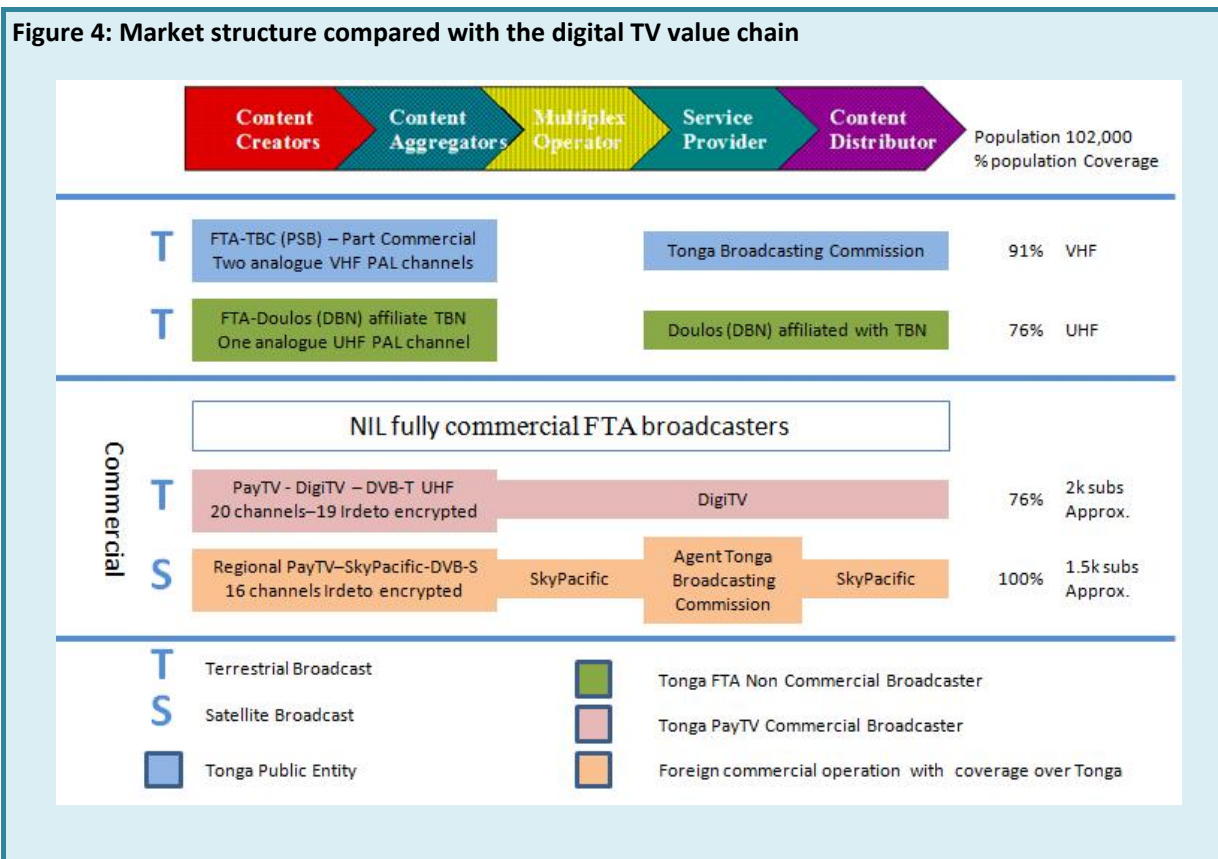 Figure 4: Market structure compared with the digital TV value chain
Content Creators
Content Aggregators
Multiplex Operator
Service Provider
Content Distributor
Population 102,000
% population Coverage
T
FTA-TBC (PSB) – Part Commercial
Two analogue VHF PAL channels
Tonga Broadcasting Commission
91% VHF
T
FTA-Doulos (DBN) affiliate TBN
One analogue UHF PAL channel
Doulos (DBN) affiliated with TBN
76% UHF
Commercial
NIL fully commercial FTA broadcasters
T
PayTV - DigiTV – DVB-T UHF
20 channels–19 Irdeto encrypted
DigiTV
76%
2k subs
Approx.
S
Regional PayTV–SkyPacific-DVB-S
16 channels Irdeto encrypted
SkyPacific
Agent Tonga
Broadcasting
Commission
SkyPacific
100%
1.5k subs
Approx.
T
Terrestrial Broadcast
S
Satellite Broadcast
Tonga Public Entity
Tonga FTA Non Commercial Broadcaster
Tonga PayTV Commercial Broadcaster
Foreign commercial operation with coverage over Tonga